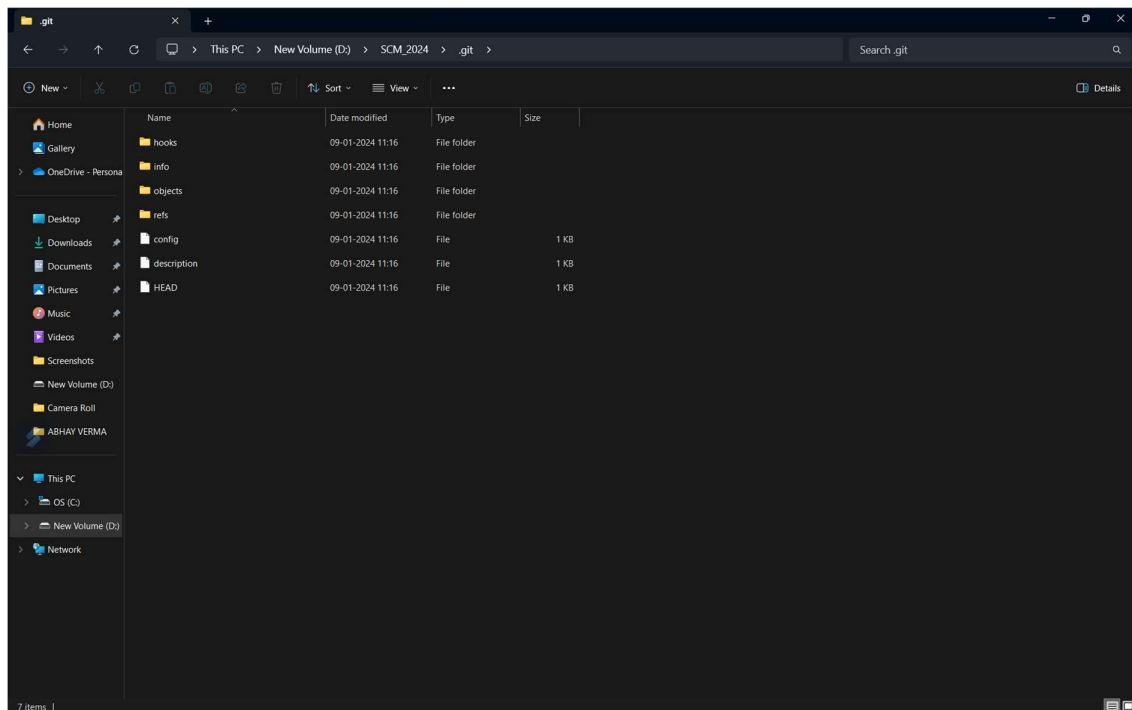 .git
This PC > New Volume (D:) > SCM_2024 > .git >
Search .git
New
Sort
View
Details
Name Date modified Type Size
hooks 09-01-2024 11:16 File folder
info 09-01-2024 11:16 File folder
objects 09-01-2024 11:16 File folder
refs 09-01-2024 11:16 File folder
config 09-01-2024 11:16 File 1 KB
description 09-01-2024 11:16 File 1 KB
HEAD 09-01-2024 11:16 File 1 KB
Home
Gallery
OneDrive - Persona
Desktop
Downloads
Documents
Pictures
Music
Videos
Screenshots
New Volume (D:)
Camera Roll
ABHAY VERMA
This PC
OS (C:)
New Volume (D:)
Network
7 items